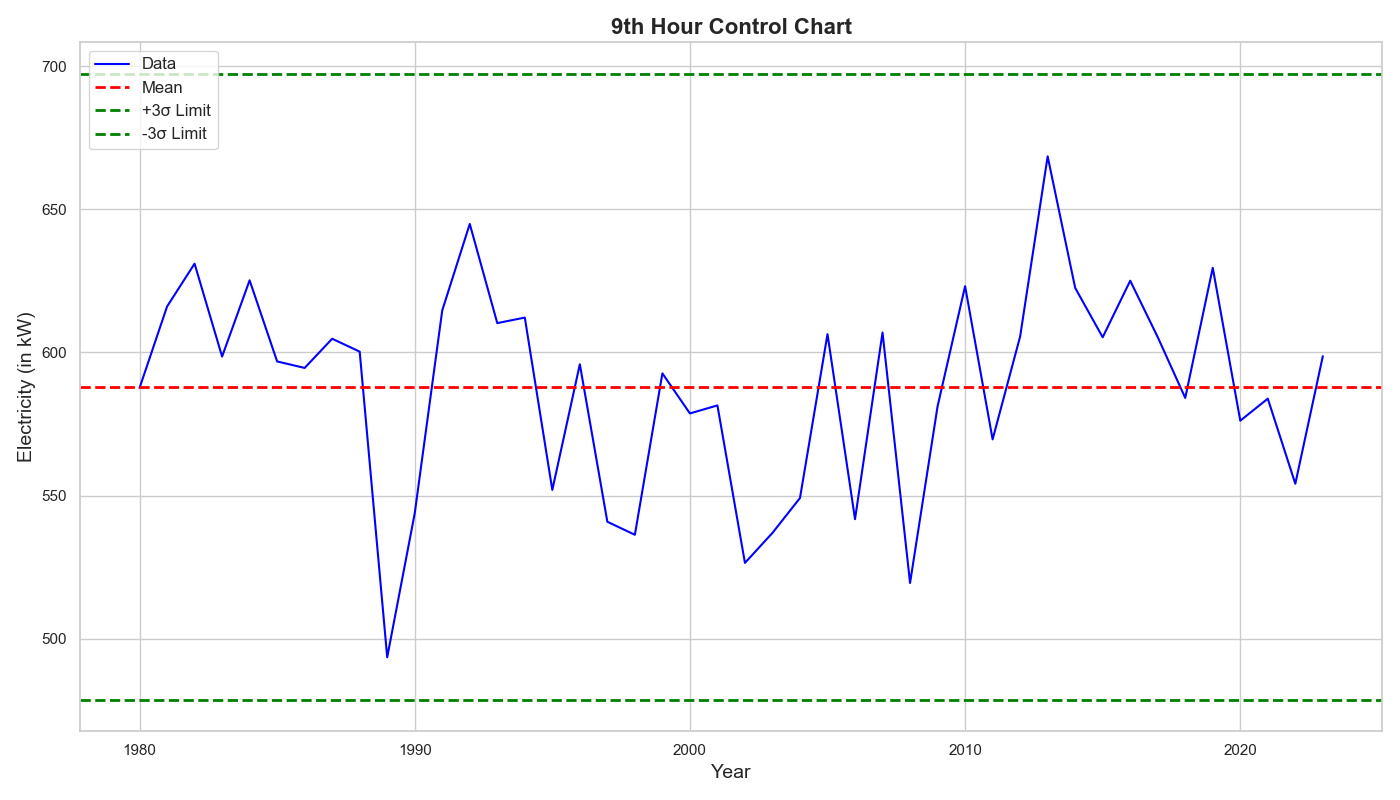 9th Hour Control Chart
Data
Mean
+3σ Limit
-3σ Limit
700
650
600
550
500
Electricity (in kW)
1980
1990
2000
2010
2020
Year